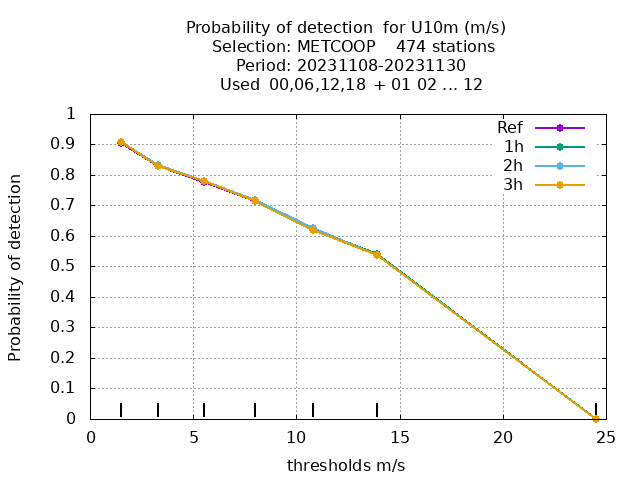 Probability of detection  for U10m (m/s)
Selection: METCOOP    474 stations
Period: 20231108-20231130
Used  00,06,12,18  + 01 02 ... 12
Ref
1h
2h
3h
1
0.9
0.8
0.7
0.6
0.5
0.4
0.3
0.2
0.1
0
Probability of detection
0 5 10 15 20 25
thresholds m/s